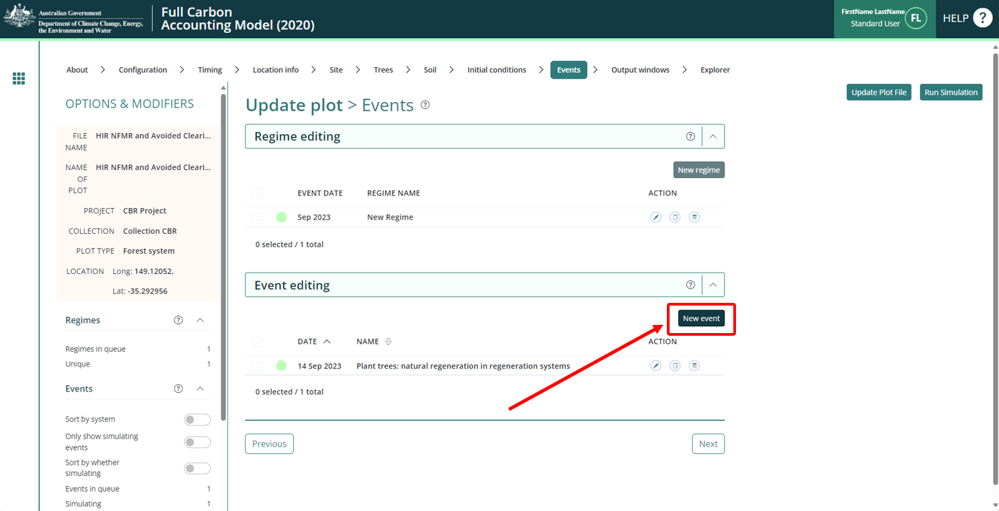 Australian Government
Department of Climate Change, Energy,
the Environment and Water
Full Carbon
Accounting Model (2020)
FirstName LastName
Standard User
FL
HELP ?
About > Configuration > Timing > Location info > Site > Trees > Soil > Initial conditions > Events > Output windows > Explorer
Update Plot File
Run Simulation
OPTIONS & MODIFIERS
FILE NAME HIR NFMR and Avoided Cleari...
NAME OF PLOT HIR NFMR and Avoided Cleari...
PROJECT CBR Project
COLLECTION Collection CBR
PLOT TYPE Forest system
LOCATION Long: 149.12052,
Lat: -35.292956
Regimes ?
Regimes in queue 1
Unique 1
Events ?
Sort by system
Only show simulating
events
Sort by whether
simulating
Events in queue 1
Simulating 1
Update plot > Events ?
Regime editing ?
New regime
EVENT DATE REGIME NAME ACTION
Sep 2023 New Regime
0 selected / 1 total
Event editing ?
New event
DATE NAME ACTION
14 Sep 2023 Plant trees: natural regeneration in regeneration systems
0 selected / 1 total
Previous
Next